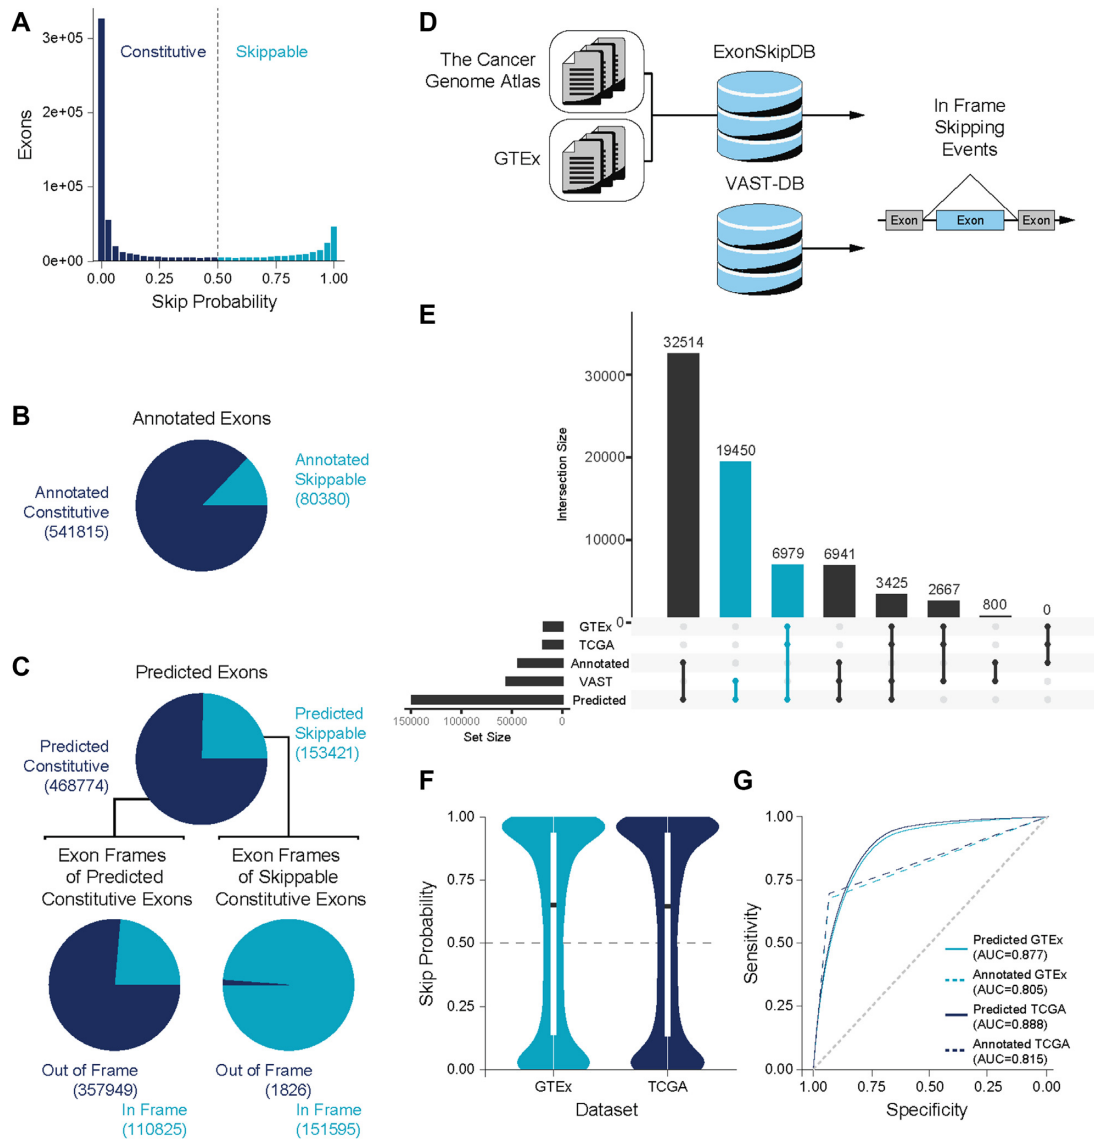 A
3e+05
2e+05
1e+05
0e+00
Exons
Constitutive
Skippable
0.00
0.25
0.50
0.75
1.00
Skip Probability
B
Annotated Exons
Annotated
Constitutive
(541815)
Annotated
Skippable
(80380)
C
Predicted Exons
Predicted
Constitutive
(468774)
Predicted
Skippable
(153421)
Exon Frames
of Predicted
Constitutive Exons
Exon Frames
of Skippable
Constitutive Exons
Out of Frame
(357949)
In Frame
(110825)
Out of Frame
(1826)
In Frame
(151595)
D
The Cancer
Genome Atlas
GTEx
ExonSkipDB
VAST-DB
In Frame
Skipping
Events
Exon
Exon
Exon
E
Intersection Size
30000
20000
10000
0
32514
19450
6979
6941
3425
2667
800
0
GTEx
TCGA
Annotated
VAST
Predicted
150000
100000
50000
0
Set Size
F
Skip Probability
1.00
0.75
0.50
0.25
0.00
GTEx
TCGA
Dataset
G
Sensitivity
1.00
0.75
0.50
0.25
0.00
Predicted GTEx
(AUC=0.877)
Annotated GTEx
(AUC=0.805)
Predicted TCGA
(AUC=0.888)
Annotated TCGA
(AUC=0.815)
1.00
0.75
0.50
0.25
0.00
Specificity